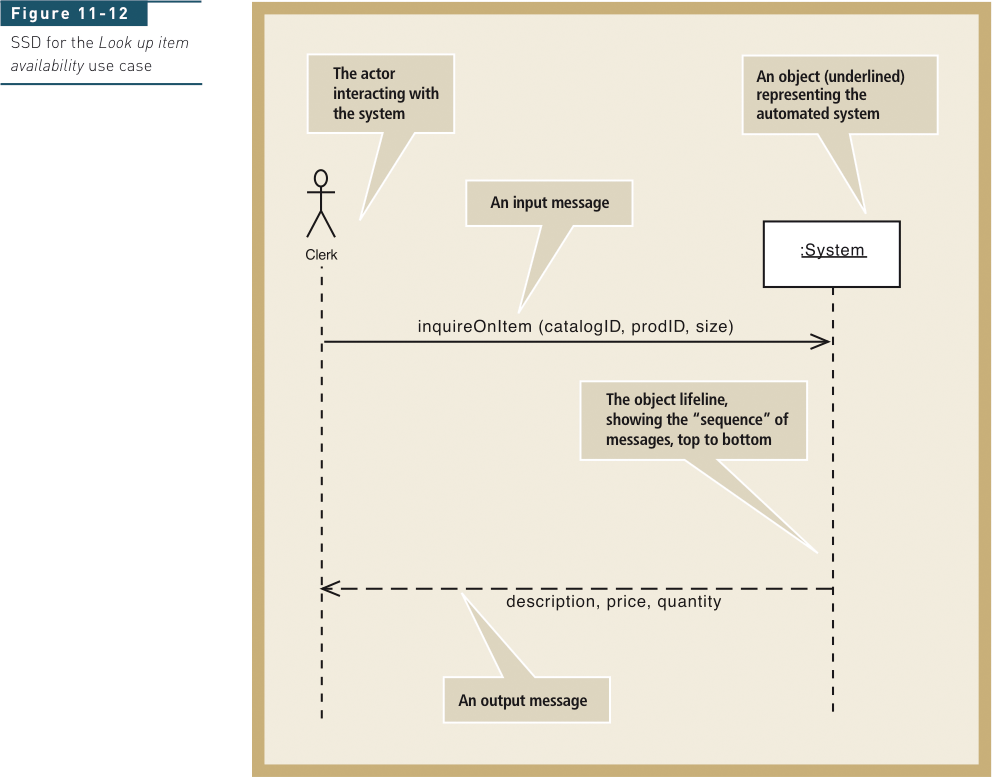 Figure 11-12
SSD for the Look up item
availability use case
The actor
interacting with
the system
An object (underlined)
representing the
automated system
An input message
Clerk
:System
inquireOnItem (catalogID, prodID, size)
The object lifeline,
showing the “sequence” of
messages, top to bottom
description, price, quantity
An output message